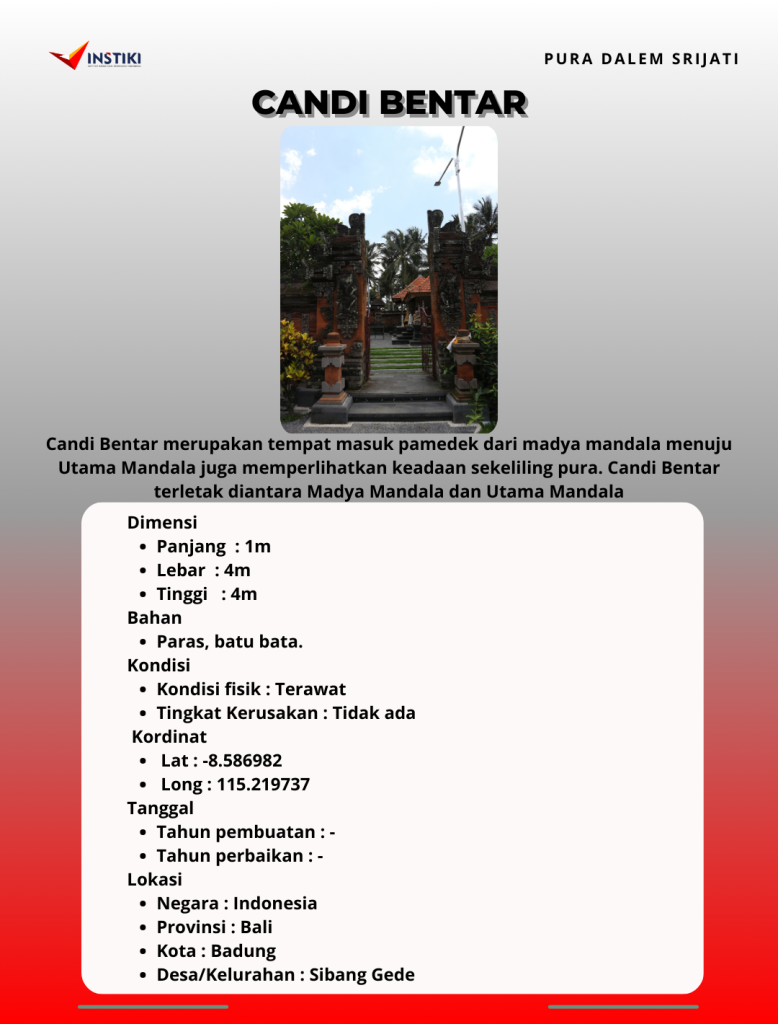 INSTIKI
PURA DALEM SRIJATI
CANDI BENTAR
Candi Bentar merupakan tempat masuk pamedek dari madya mandala menuju
Utama Mandala juga memperlihatkan keadaan sekeliling pura. Candi Bentar
terletak diantara Madya Mandala dan Utama Mandala
Dimensi
• Panjang : 1m
• Lebar : 4m
• Tinggi : 4m
Bahan
• Paras, batu bata.
Kondisi
• Kondisi fisik : Terawat
• Tingkat Kerusakan : Tidak ada
Kordinat
• Lat : -8.586982
• Long : 115.219737
Tanggal
• Tahun pembuatan : -
• Tahun perbaikan : -
Lokasi
• Negara : Indonesia
• Provinsi : Bali
• Kota : Badung
• Desa/Kelurahan : Sibang Gede